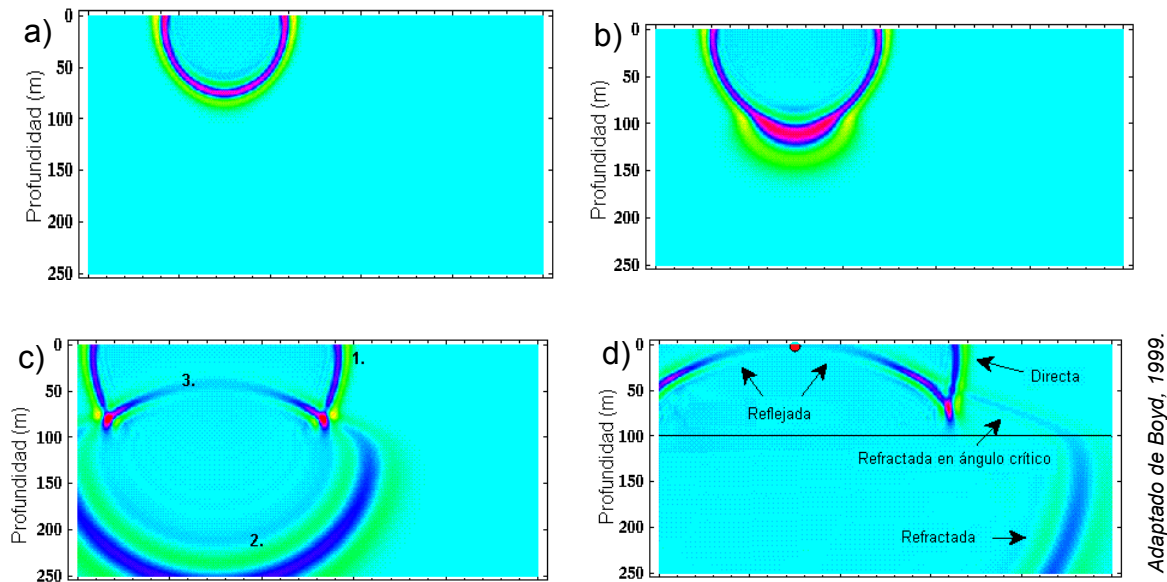 a)
Profundidad (m)
0
50
100
150
200
250
b)
Profundidad (m)
0
50
100
150
200
250
c)
Profundidad (m)
0
50
100
150
200
250
1.
3.
2.
d)
Profundidad (m)
0
50
100
150
200
250
Directa
Reflejada
Refractada en ángulo crítico
Refractada
Adaptado de Boyd, 1999.